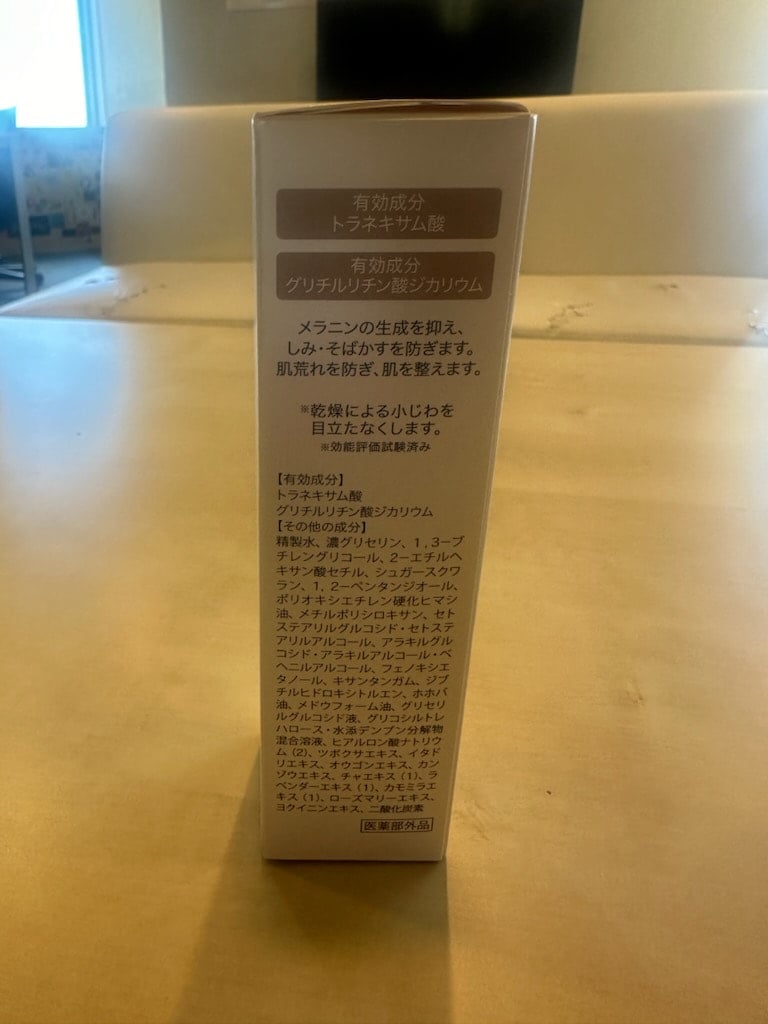 有効成分
トラネキサム酸
有効成分
グリチルリチン酸ジカリウム
メラニンの生成を抑え、
しみ・そばかすを防ぎます。
肌荒れを防ぎ、肌を整えます。
※乾燥による小じわを
目立たなくします。
※効能評価試験済み
【有効成分】
トラネキサム酸
グリチルリチン酸ジカリウム
【その他の成分】
精製水、濃グリセリン、1,3−ブ
チレングリコール、2−エチルヘ
キサン酸セチル、シュガースクワ
ラン、1,2−ペンタンジオール、
ポリオキシエチレン硬化ヒマシ
油、メチルポリシロキサン、セト
ステアリルグルコシド・セトステ
アリルアルコール、アラキルグル
コシド・アラキルアルコール・ベ
ヘニルアルコール、フェノキシエ
タノール、キサンタンガム、ジブ
チルヒドロキシトルエン、ホホバ
油、メドウフォーム油、グリセリ
ルグルコシド液、グリコシルトレ
ハロース・水添デンプン分解物
混合溶液、ヒアルロン酸ナトリウ
ム（2）、ツボクサエキス、イタド
リエキス、オウゴンエキス、カン
ゾウエキス、チャエキス（1）、ラ
ベンダーエキス（1）、カモミラエ
キス（1）、ローズマリーエキス、
ヨクイニンエキス、二酸化炭素
医薬部外品